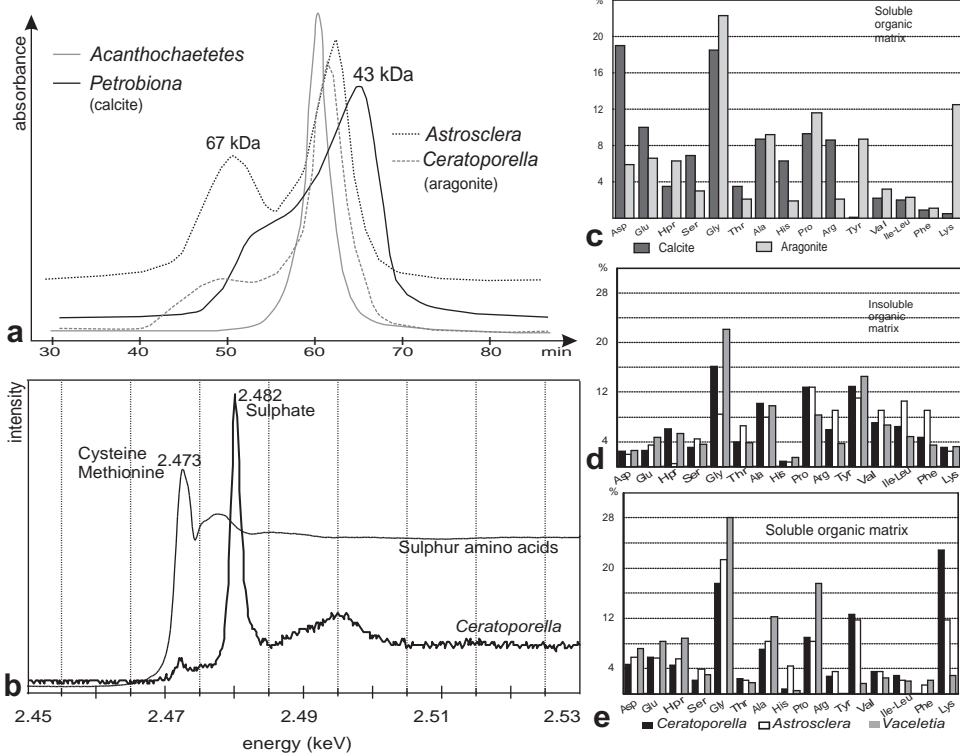 absorbance
Acanthochaetetes
Petrobiona
(calcite)
67 kDa
43 kDa
Astrosclera
Ceratoporella
(aragonite)
a
30 40 50 60 70 80 min
intensity
Cysteine
Methionine
2.473
2.482
Sulphate
Sulphur amino acids
Ceratoporella
b
2.45 2.47 2.49 2.51 2.53
energy (keV)
%
20
16
12
8
4
Soluble
organic
matrix
Asp Glu Hpr Ser Gly Thr Ala His Pro Arg Tyr Val Ile-Leu Phe Lys
c
Calcite Aragonite
%
28
20
12
4
Insoluble
organic
matrix
d
Asp Glu Hpr Ser Gly Thr Ala His Pro Arg Tyr Val Ile-Leu Phe Lys
%
28
20
12
4
Soluble organic matrix
Asp Glu Hpr Ser Gly Thr Ala His Pro Arg Tyr Val Ile-Leu Phe Lys
e
Ceratoporella Astrosclera Vaceletia